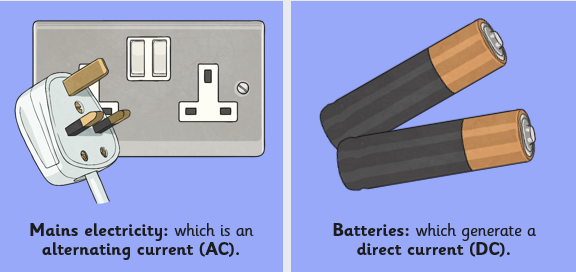 Mains electricity: which is an
alternating current (AC).
Batteries: which generate a
direct current (DC).